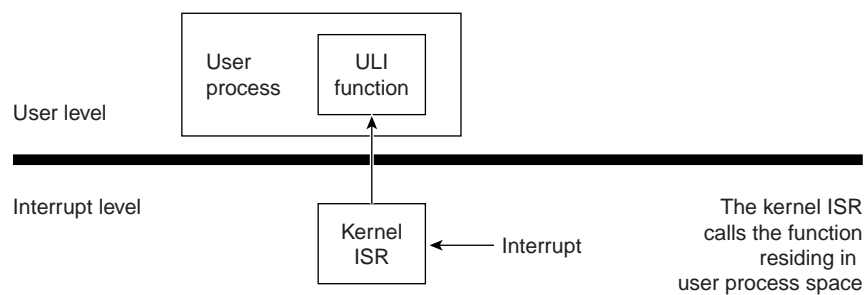 User
process
ULI
function
User level
Interrupt level
Kernel
ISR
Interrupt
The kernel ISR
calls the function
residing in
user process space